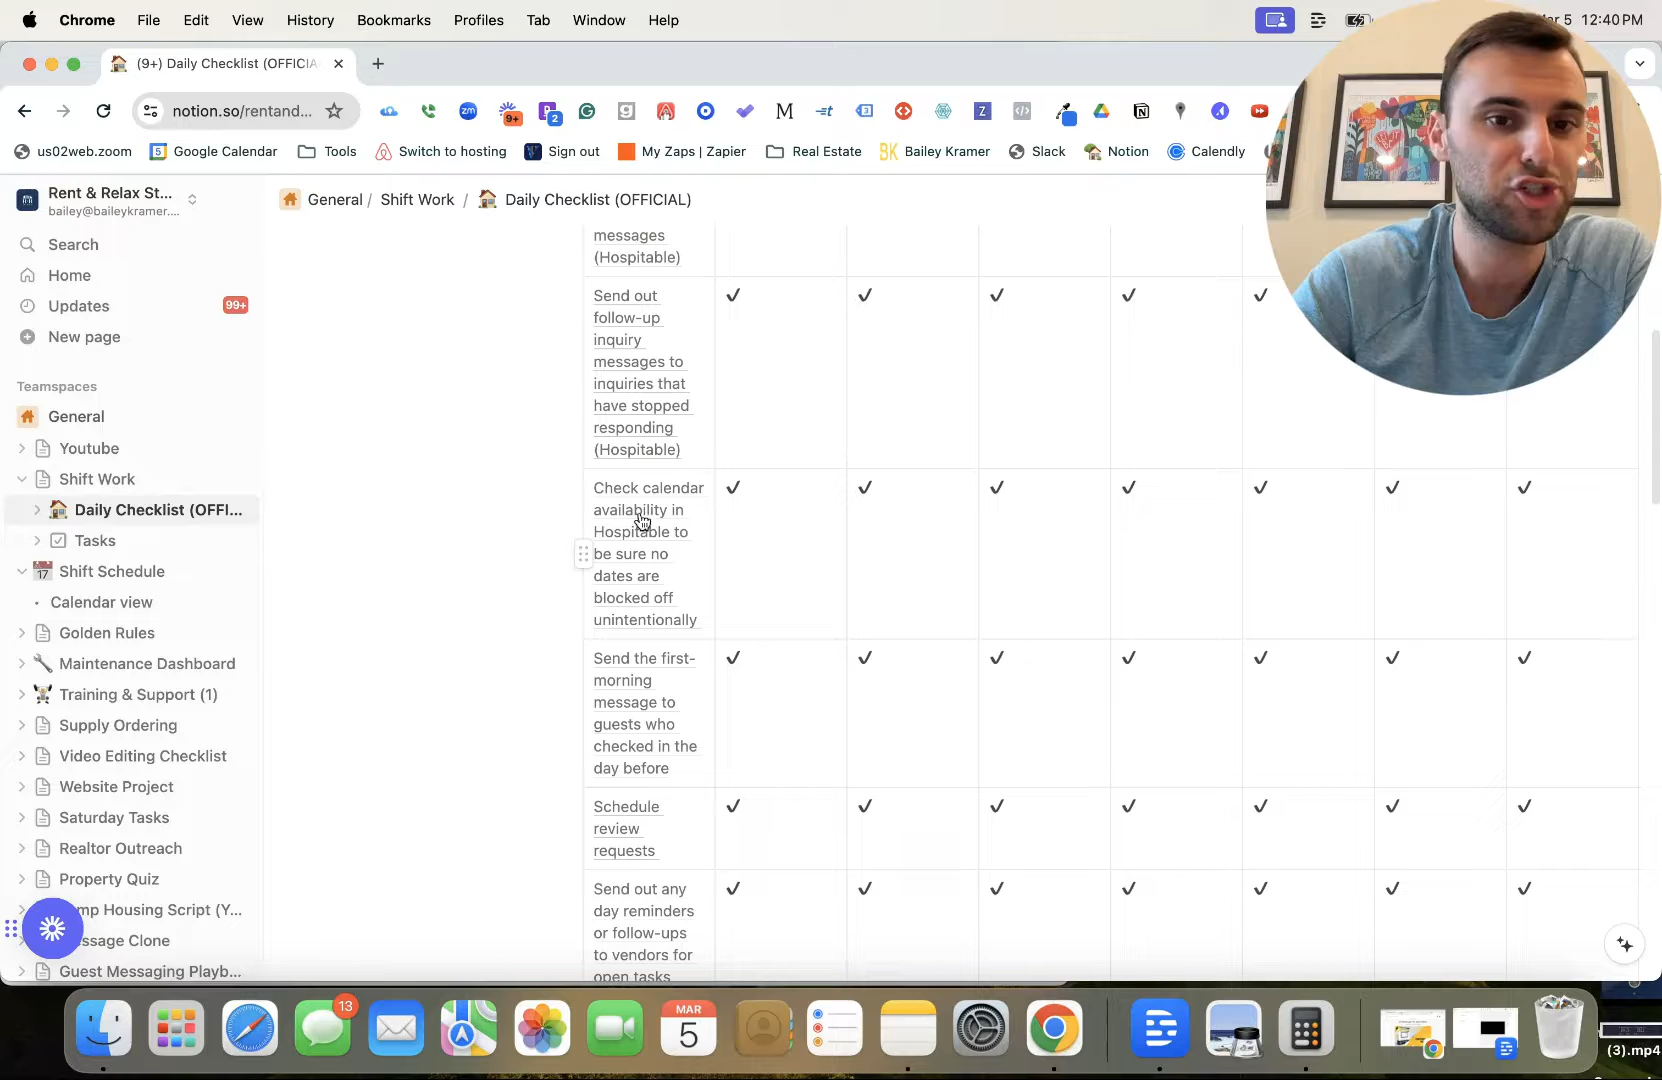 Chrome File Edit View History Bookmarks Profiles Tab Window Help
5 12:40 PM
(9+) Daily Checklist (OFFICIA
notion.so/rentand...
9+
2
us02web.zoom
Google Calendar
Tools
Switch to hosting
Sign out
My Zaps | Zapier
Real Estate
Bailey Kramer
Slack
Notion
Calendly
Rent & Relax St...
bailey@baileykramer....
General / Shift Work / Daily Checklist (OFFICIAL)
Search
Home
Updates
99+
New page
Teamspaces
General
Youtube
Shift Work
Daily Checklist (OFFI...
Tasks
Shift Schedule
Calendar view
Golden Rules
Maintenance Dashboard
Training & Support (1)
Supply Ordering
Video Editing Checklist
Website Project
Saturday Tasks
Realtor Outreach
Property Quiz
mp Housing Script (Y...
ssage Clone
Guest Messaging Playb...
messages
(Hospitable)
Send out
follow-up
inquiry
messages to
inquiries that
have stopped
responding
(Hospitable)
Check calendar
availability in
Hospitable to
be sure no
dates are
blocked off
unintentionally
Send the first-
morning
message to
guests who
checked in the
day before
Schedule
review
requests
Send out any
day reminders
or follow-ups
to vendors for
open tasks
13
MAR
5
(3).mp4